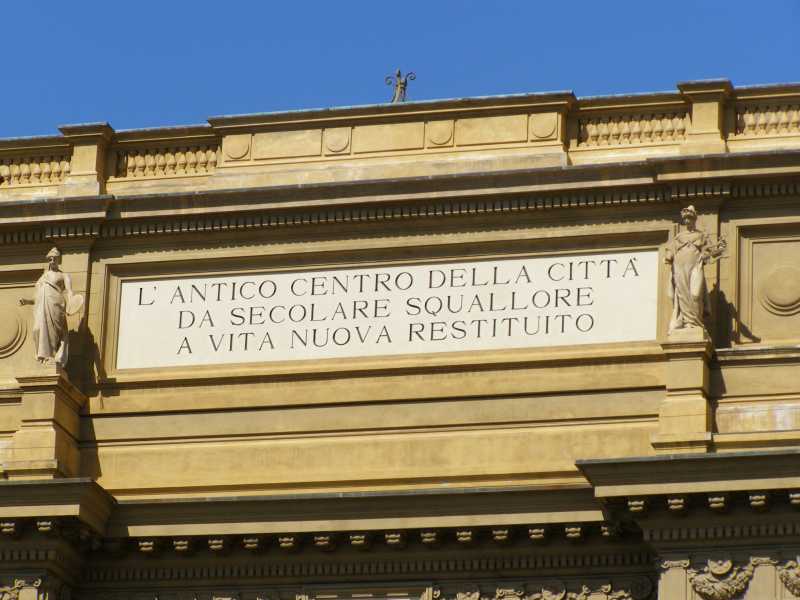 L' ANTICO CENTRO DELLA CITTÀ
DA SECOLARE SQUALLORE
A VITA NUOVA RESTITUITO